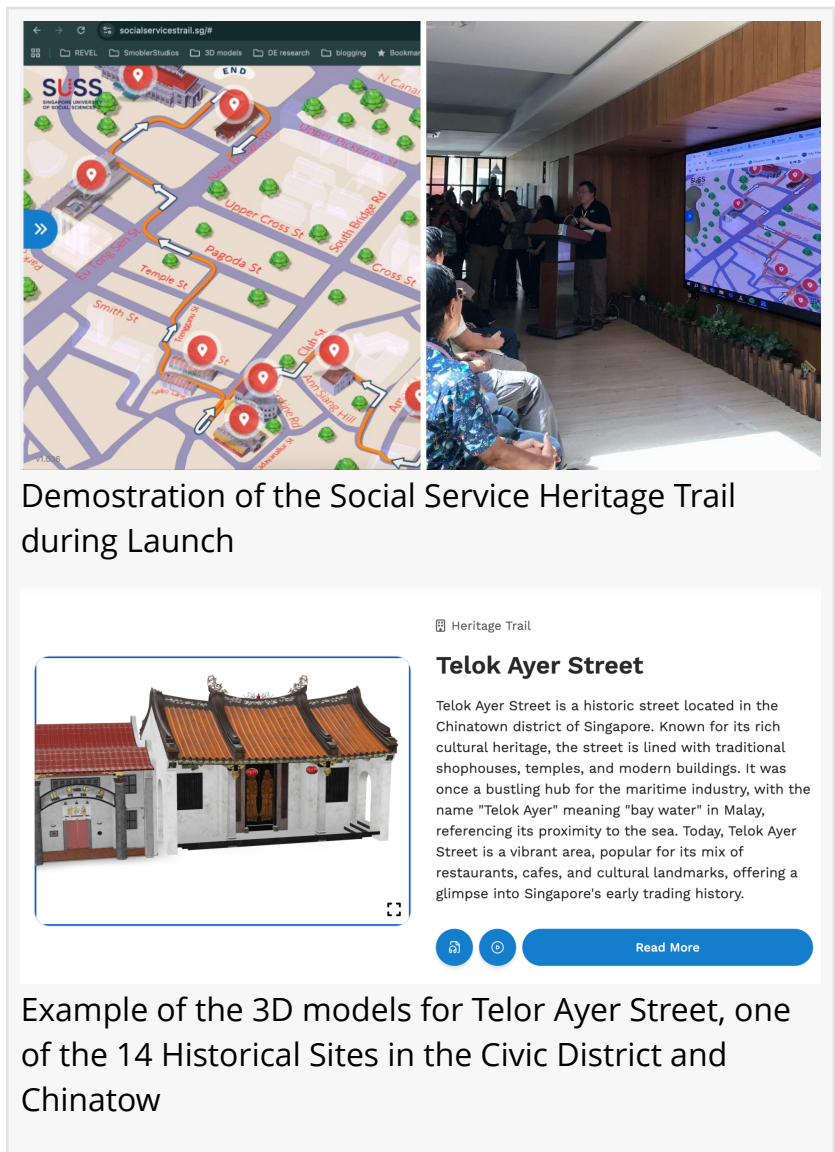 socialservicestrail.sg/#
REVEL
SmoblerStudios
3D models
DE research
blogging
Bookmar
SUSS
SINGAPORE UNIVERSITY
OF SOCIAL SCIENCES
END
N Canal
Upper Pickering St
Upper Cross St
South Bridge Rd
Eu Tong Sen St
Pagoda St
Cross St
Temple St
Smith St
Trengganu St
St
Club St
Ann Siang Hill
SUSS
Demostration of the Social Service Heritage Trail
during Launch
Heritage Trail
Telok Ayer Street
Telok Ayer Street is a historic street located in the
Chinatown district of Singapore. Known for its rich
cultural heritage, the street is lined with traditional
shophouses, temples, and modern buildings. It was
once a bustling hub for the maritime industry, with the
name "Telok Ayer" meaning "bay water" in Malay,
referencing its proximity to the sea. Today, Telok Ayer
Street is a vibrant area, popular for its mix of
restaurants, cafes, and cultural landmarks, offering a
glimpse into Singapore's early trading history.
Read More
Example of the 3D models for Telor Ayer Street, one
of the 14 Historical Sites in the Civic District and
Chinatow